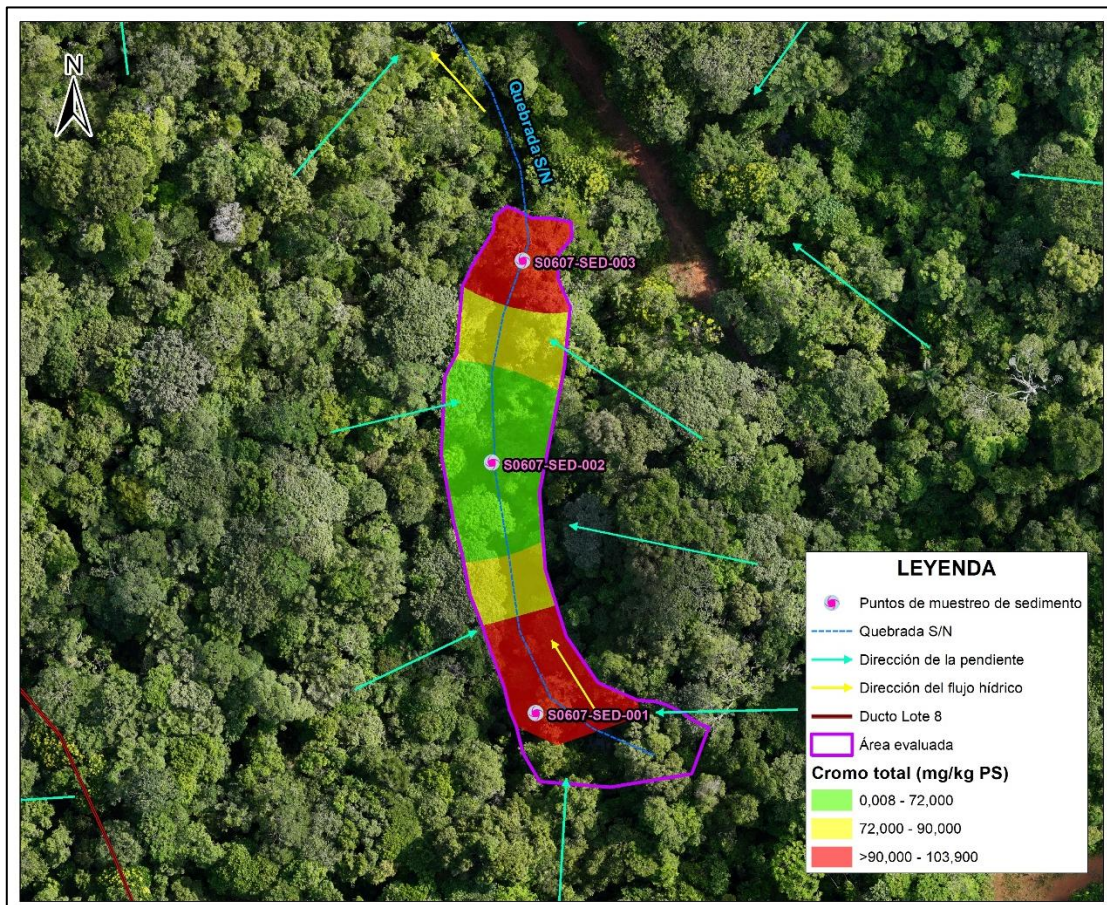 N
Quebrada S/N
S0607-SED-003
S0607-SED-002
S0607-SED-001
LEYENDA
Puntos de muestreo de sedimento
Quebrada S/N
Dirección de la pendiente
Dirección del flujo hídrico
Ducto Lote 8
Área evaluada
Cromo total (mg/kg PS)
0,008 - 72,000
72,000 - 90,000
>90,000 - 103,900